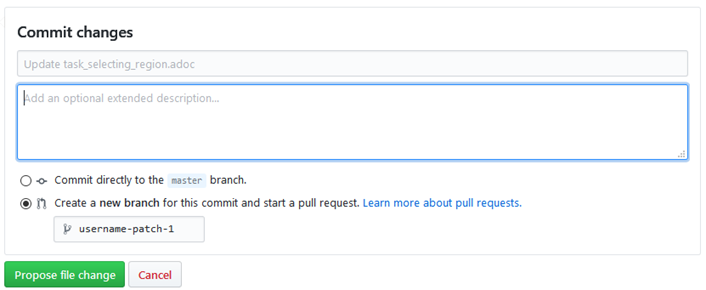 Commit changes
Update task_selecting_region.adoc
Add an optional extended description...
Commit directly to the master branch.
Create a new branch for this commit and start a pull request. Learn more about pull requests.
username-patch-1
Propose file change Cancel